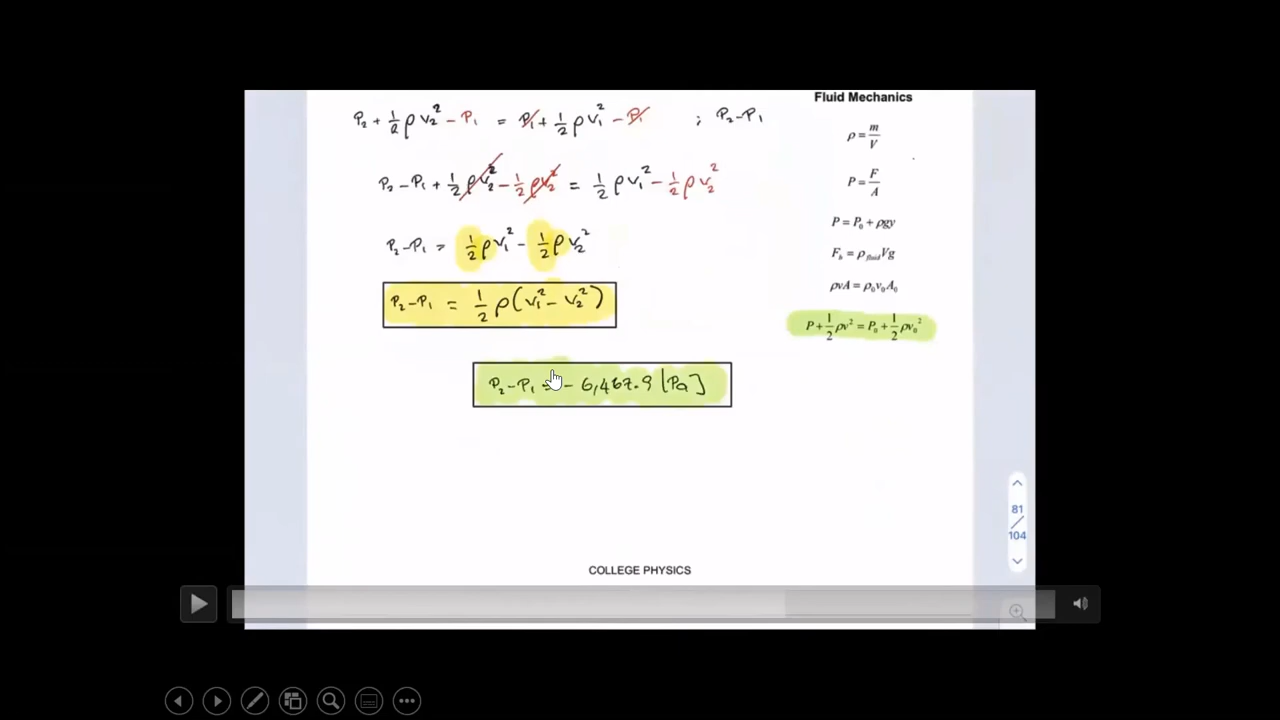 Fluid Mechanics
P₂ + 1/2 ρ v₂² - P₁ = P₁ + 1/2 ρ v₁² - P₁ ; P₂ - P₁
ρ = m/V
P₂ - P₁ + 1/2 ρ v₂² - 1/2 ρ v₂² = 1/2 ρ v₁² - 1/2 ρ v₂²
P = F/A
P = P₀ + ρgy
P₂ - P₁ = 1/2 ρ v₁² - 1/2 ρ v₂²
F_b = ρ_fluid Vg
ρvA = ρ₀v₀A₀
P₂ - P₁ = 1/2 ρ (v₁² - v₂²)
P + 1/2 ρv² = P₀ + 1/2 ρv₀²
P₂ - P₁ = - 6,467.9 [Pa]
81
/
104
COLLEGE PHYSICS